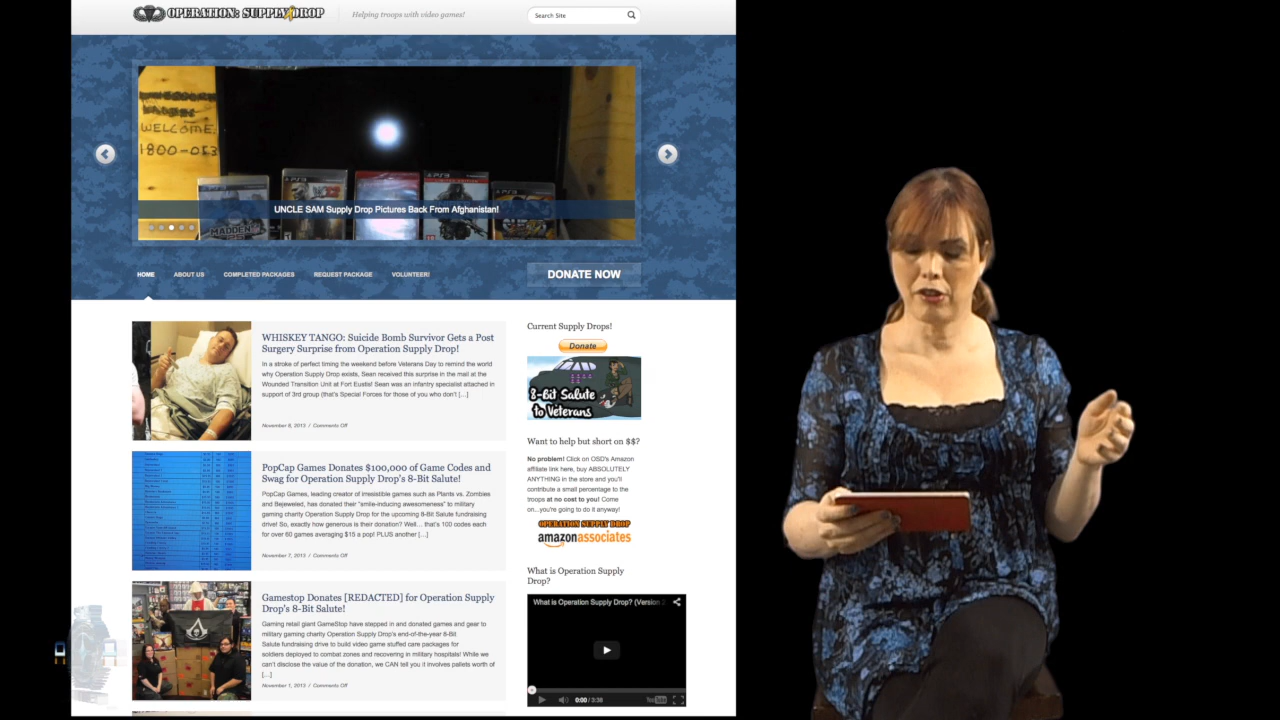 OPERATION: SUPPLY DROP
Helping troops with video games!
Search Site
WELCOME
1800-0
PS3
PS3
PS3
PS3
PS3
MADDEN
UNCLE SAM Supply Drop Pictures Back From Afghanistan!
HOME
ABOUT US
COMPLETED PACKAGES
REQUEST PACKAGE
VOLUNTEER!
DONATE NOW
WHISKEY TANGO: Suicide Bomb Survivor Gets a Post
Surgery Surprise from Operation Supply Drop!
In a stroke of perfect timing the weekend before Veterans Day to remind the world
why Operation Supply Drop exists, Sean received this surprise in the mail at the
Wounded Transition Unit at Fort Eustis! Sean was an infantry specialist attached in
support of 3rd group (that's Special Forces for those of you who don't [...]
November 8, 2013 / Comments Off
PopCap Games Donates $100,000 of Game Codes and
Swag for Operation Supply Drop's 8-Bit Salute!
PopCap Games, leading creator of irresistible games such as Plants vs. Zombies
and Bejeweled, has donated their "smile-inducing awesomeness" to military
gaming charity Operation Supply Drop for the upcoming 8-Bit Salute fundraising
drive! So, exactly how generous is their donation? Well... that's 100 codes each
for over 60 games averaging $15 a pop! PLUS another [...]
November 7, 2013 / Comments Off
Gamestop Donates [REDACTED] for Operation Supply
Drop's 8-Bit Salute!
Gaming retail giant GameStop have stepped in and donated games and gear to
military gaming charity Operation Supply Drop's end-of-the-year 8-Bit
Salute fundraising drive to build video game stuffed care packages for
soldiers deployed to combat zones and recovering in military hospitals! While we
can't disclose the value of the donation, we CAN tell you it involves pallets worth of
[...]
November 1, 2013 / Comments Off
Current Supply Drops!
Donate
8-Bit Salute
to Veterans
Want to help but short on $$?
No problem! Click on OSD's Amazon
affiliate link here, buy ABSOLUTELY
ANYTHING in the store and you'll
contribute a small percentage to the
troops at no cost to you! Come
on...you're going to do it anyway!
OPERATION SUPPLY DROP
amazonassociates
What is Operation Supply
Drop?
What is Operation Supply Drop? (Version 2
0:00 / 3:38
YouTube